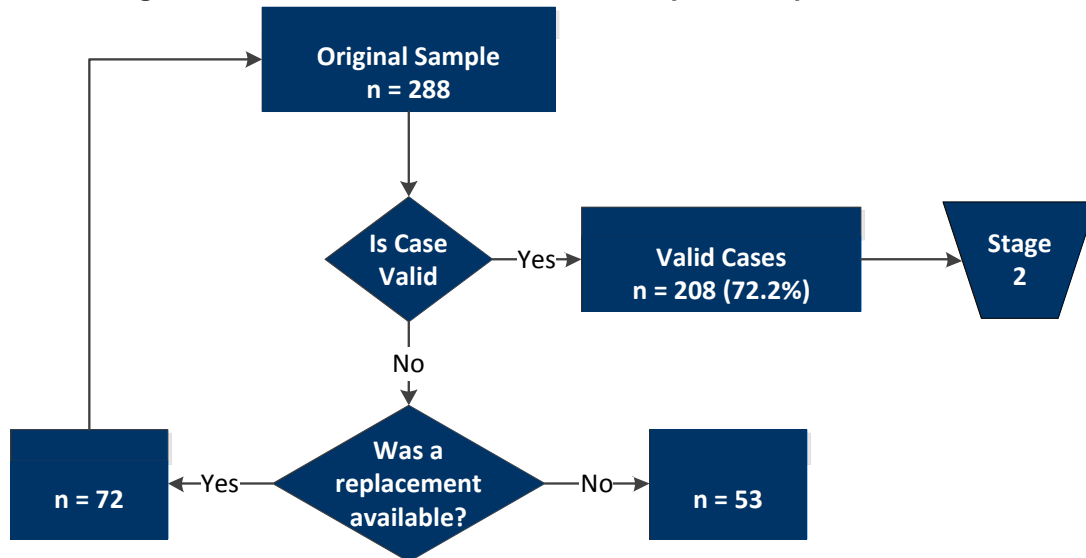 Original Sample
n = 288
Is Case
Valid
Yes
Valid Cases
n = 208 (72.2%)
Stage
2
No
Was a
replacement
available?
Yes
n = 72
No
n = 53